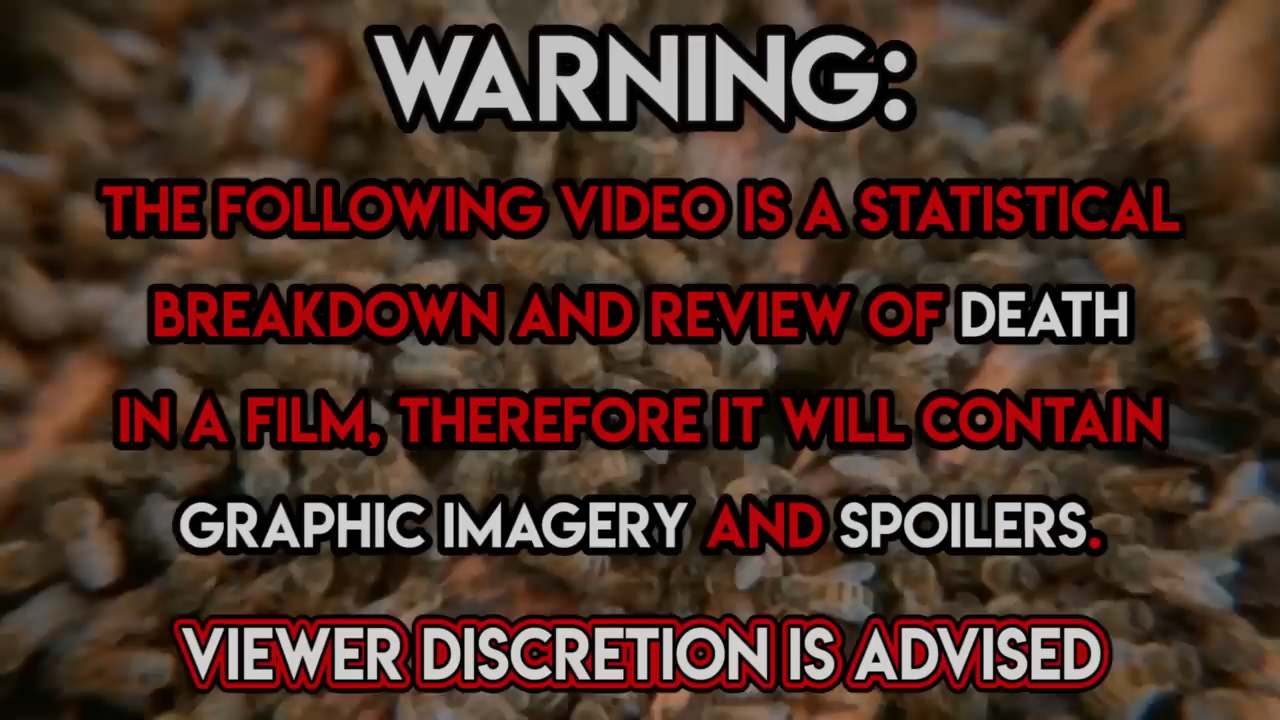 WARNING:
THE FOLLOWING VIDEO IS A STATISTICAL
BREAKDOWN AND REVIEW OF DEATH
IN A FILM, THEREFORE IT WILL CONTAIN
GRAPHIC IMAGERY AND SPOILERS.
VIEWER DISCRETION IS ADVISED